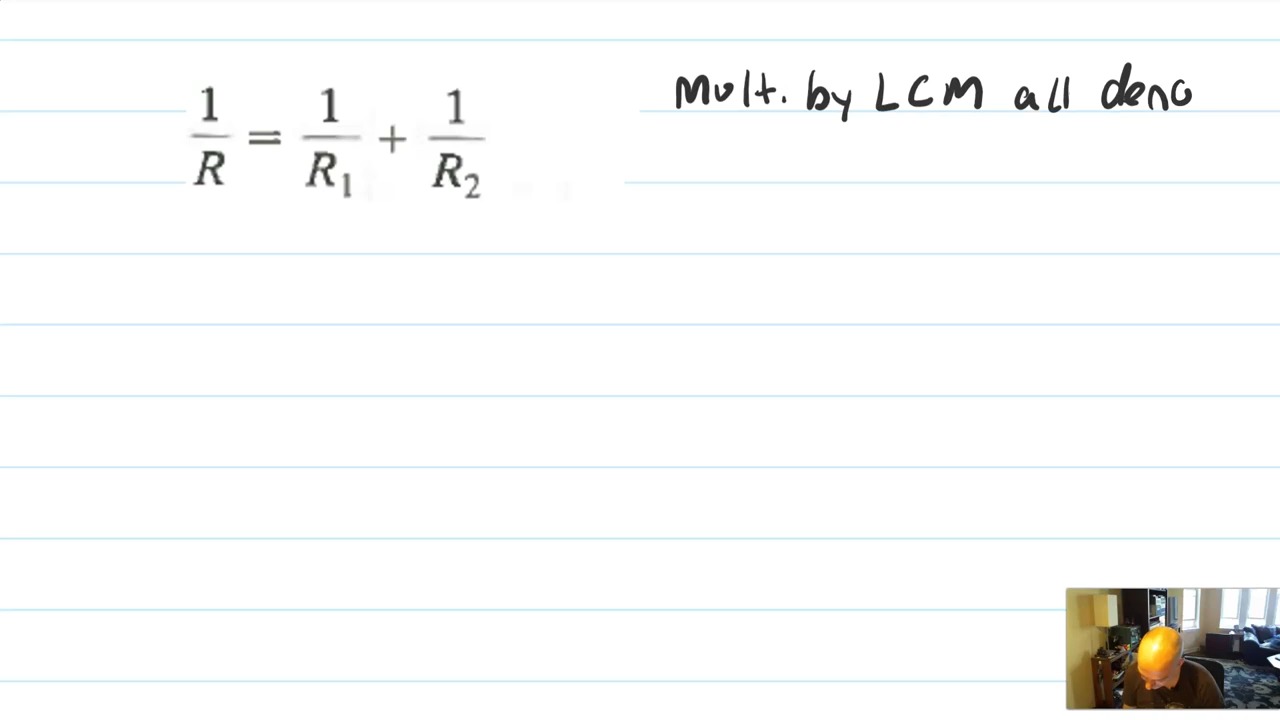 1/R = 1/R₁ + 1/R₂
Mult. by LCM all deno